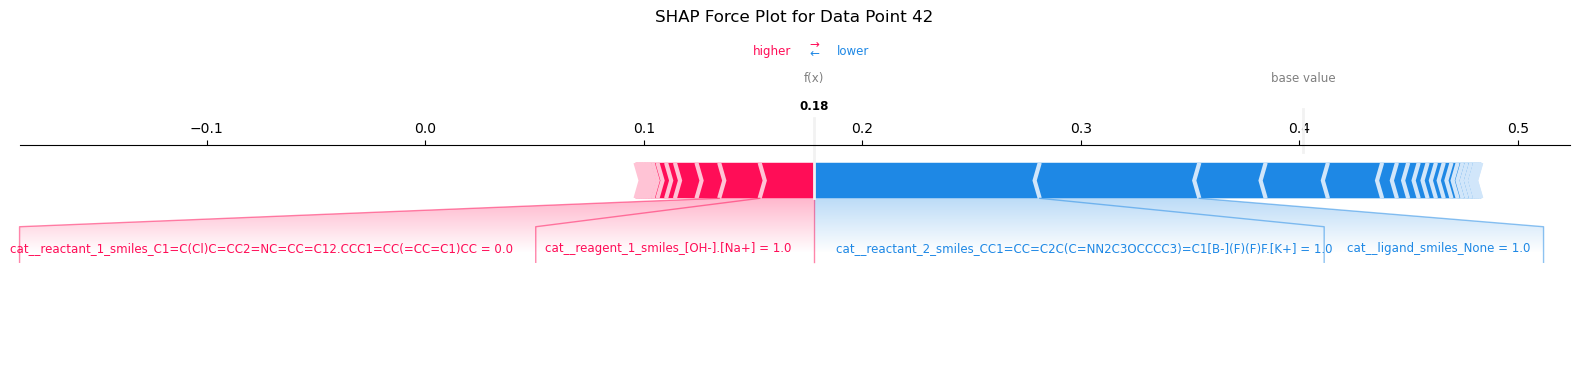 SHAP Force Plot for Data Point 42
higher → ← lower
f(x) base value
0.18
−0.1 0.0 0.1 0.2 0.3 0.4 0.5
cat__reactant_1_smiles_C1=C(Cl)C=CC2=NC=CC=C12.CCC1=CC(=CC=C1)CC = 0.0 cat__reagent_1_smiles_[OH-].[Na+] = 1.0 cat__reactant_2_smiles_CC1=CC=C2C(C=NN2C3OCCCC3)=C1[B-](F)(F)F.[K+] = 1.0 cat__ligand_smiles_None = 1.0